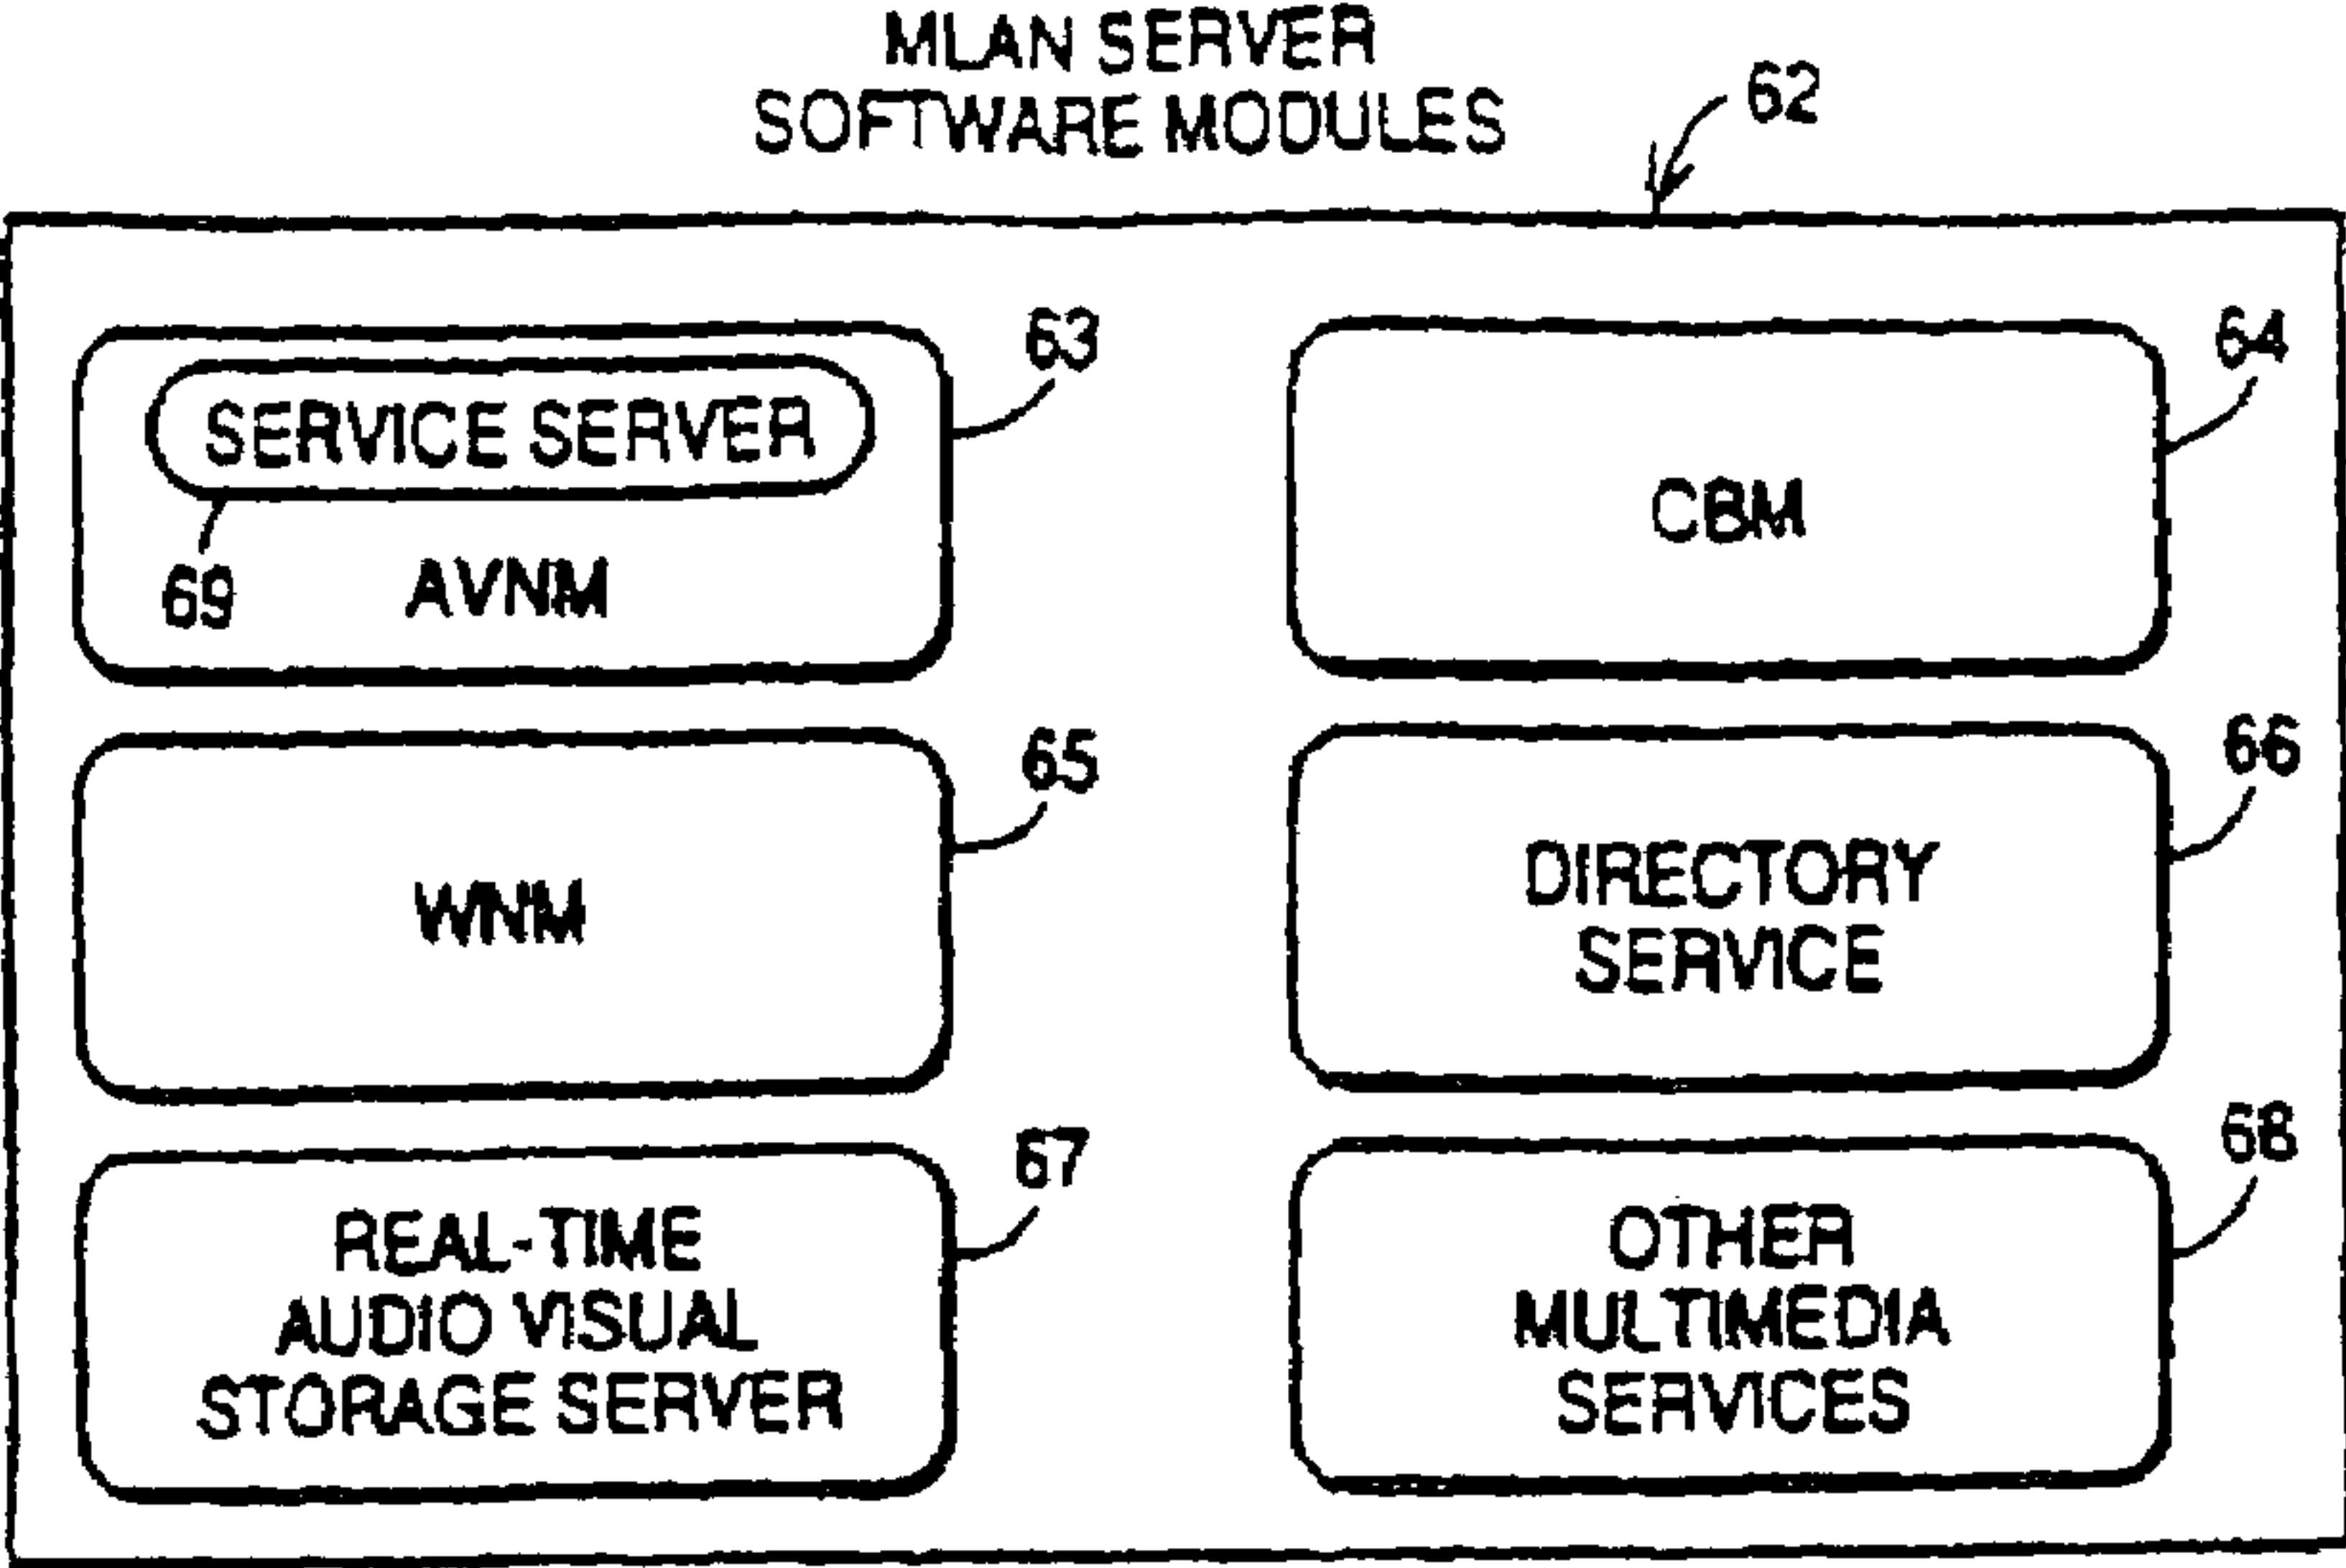 MLAN SERVER
SOFTWARE MODULES
62
63
SERVICE SERVER
69
AVNM
64
CBM
65
WNM
66
DIRECTORY
SERVICE
67
REAL-TIME
AUDIO VISUAL
STORAGE SERVER
68
OTHER
MULTIMEDIA
SERVICES